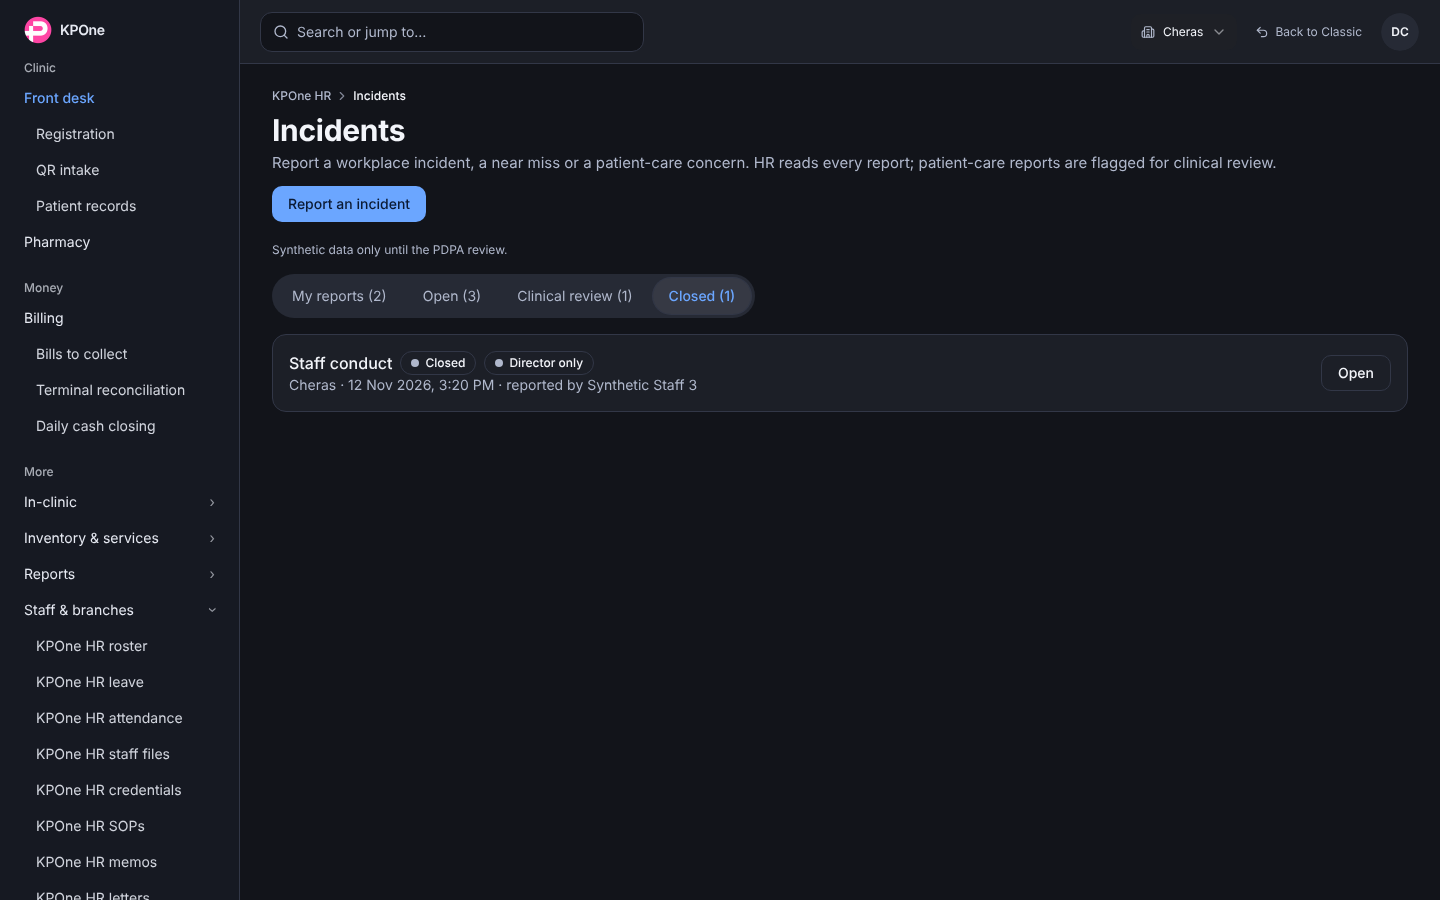 KPOne
Clinic
Front desk
Registration
QR intake
Patient records
Pharmacy
Money
Billing
Bills to collect
Terminal reconciliation
Daily cash closing
More
In-clinic
Inventory & services
Reports
Staff & branches
KPOne HR roster
KPOne HR leave
KPOne HR attendance
KPOne HR staff files
KPOne HR credentials
KPOne HR SOPs
KPOne HR memos
KPOne HR letters
Search or jump to...
Cheras
Back to Classic
DC
KPOne HR > Incidents
Incidents
Report a workplace incident, a near miss or a patient-care concern. HR reads every report; patient-care reports are flagged for clinical review.
Report an incident
Synthetic data only until the PDPA review.
My reports (2) Open (3) Clinical review (1) Closed (1)
Staff conduct Closed Director only
Cheras · 12 Nov 2026, 3:20 PM · reported by Synthetic Staff 3
Open